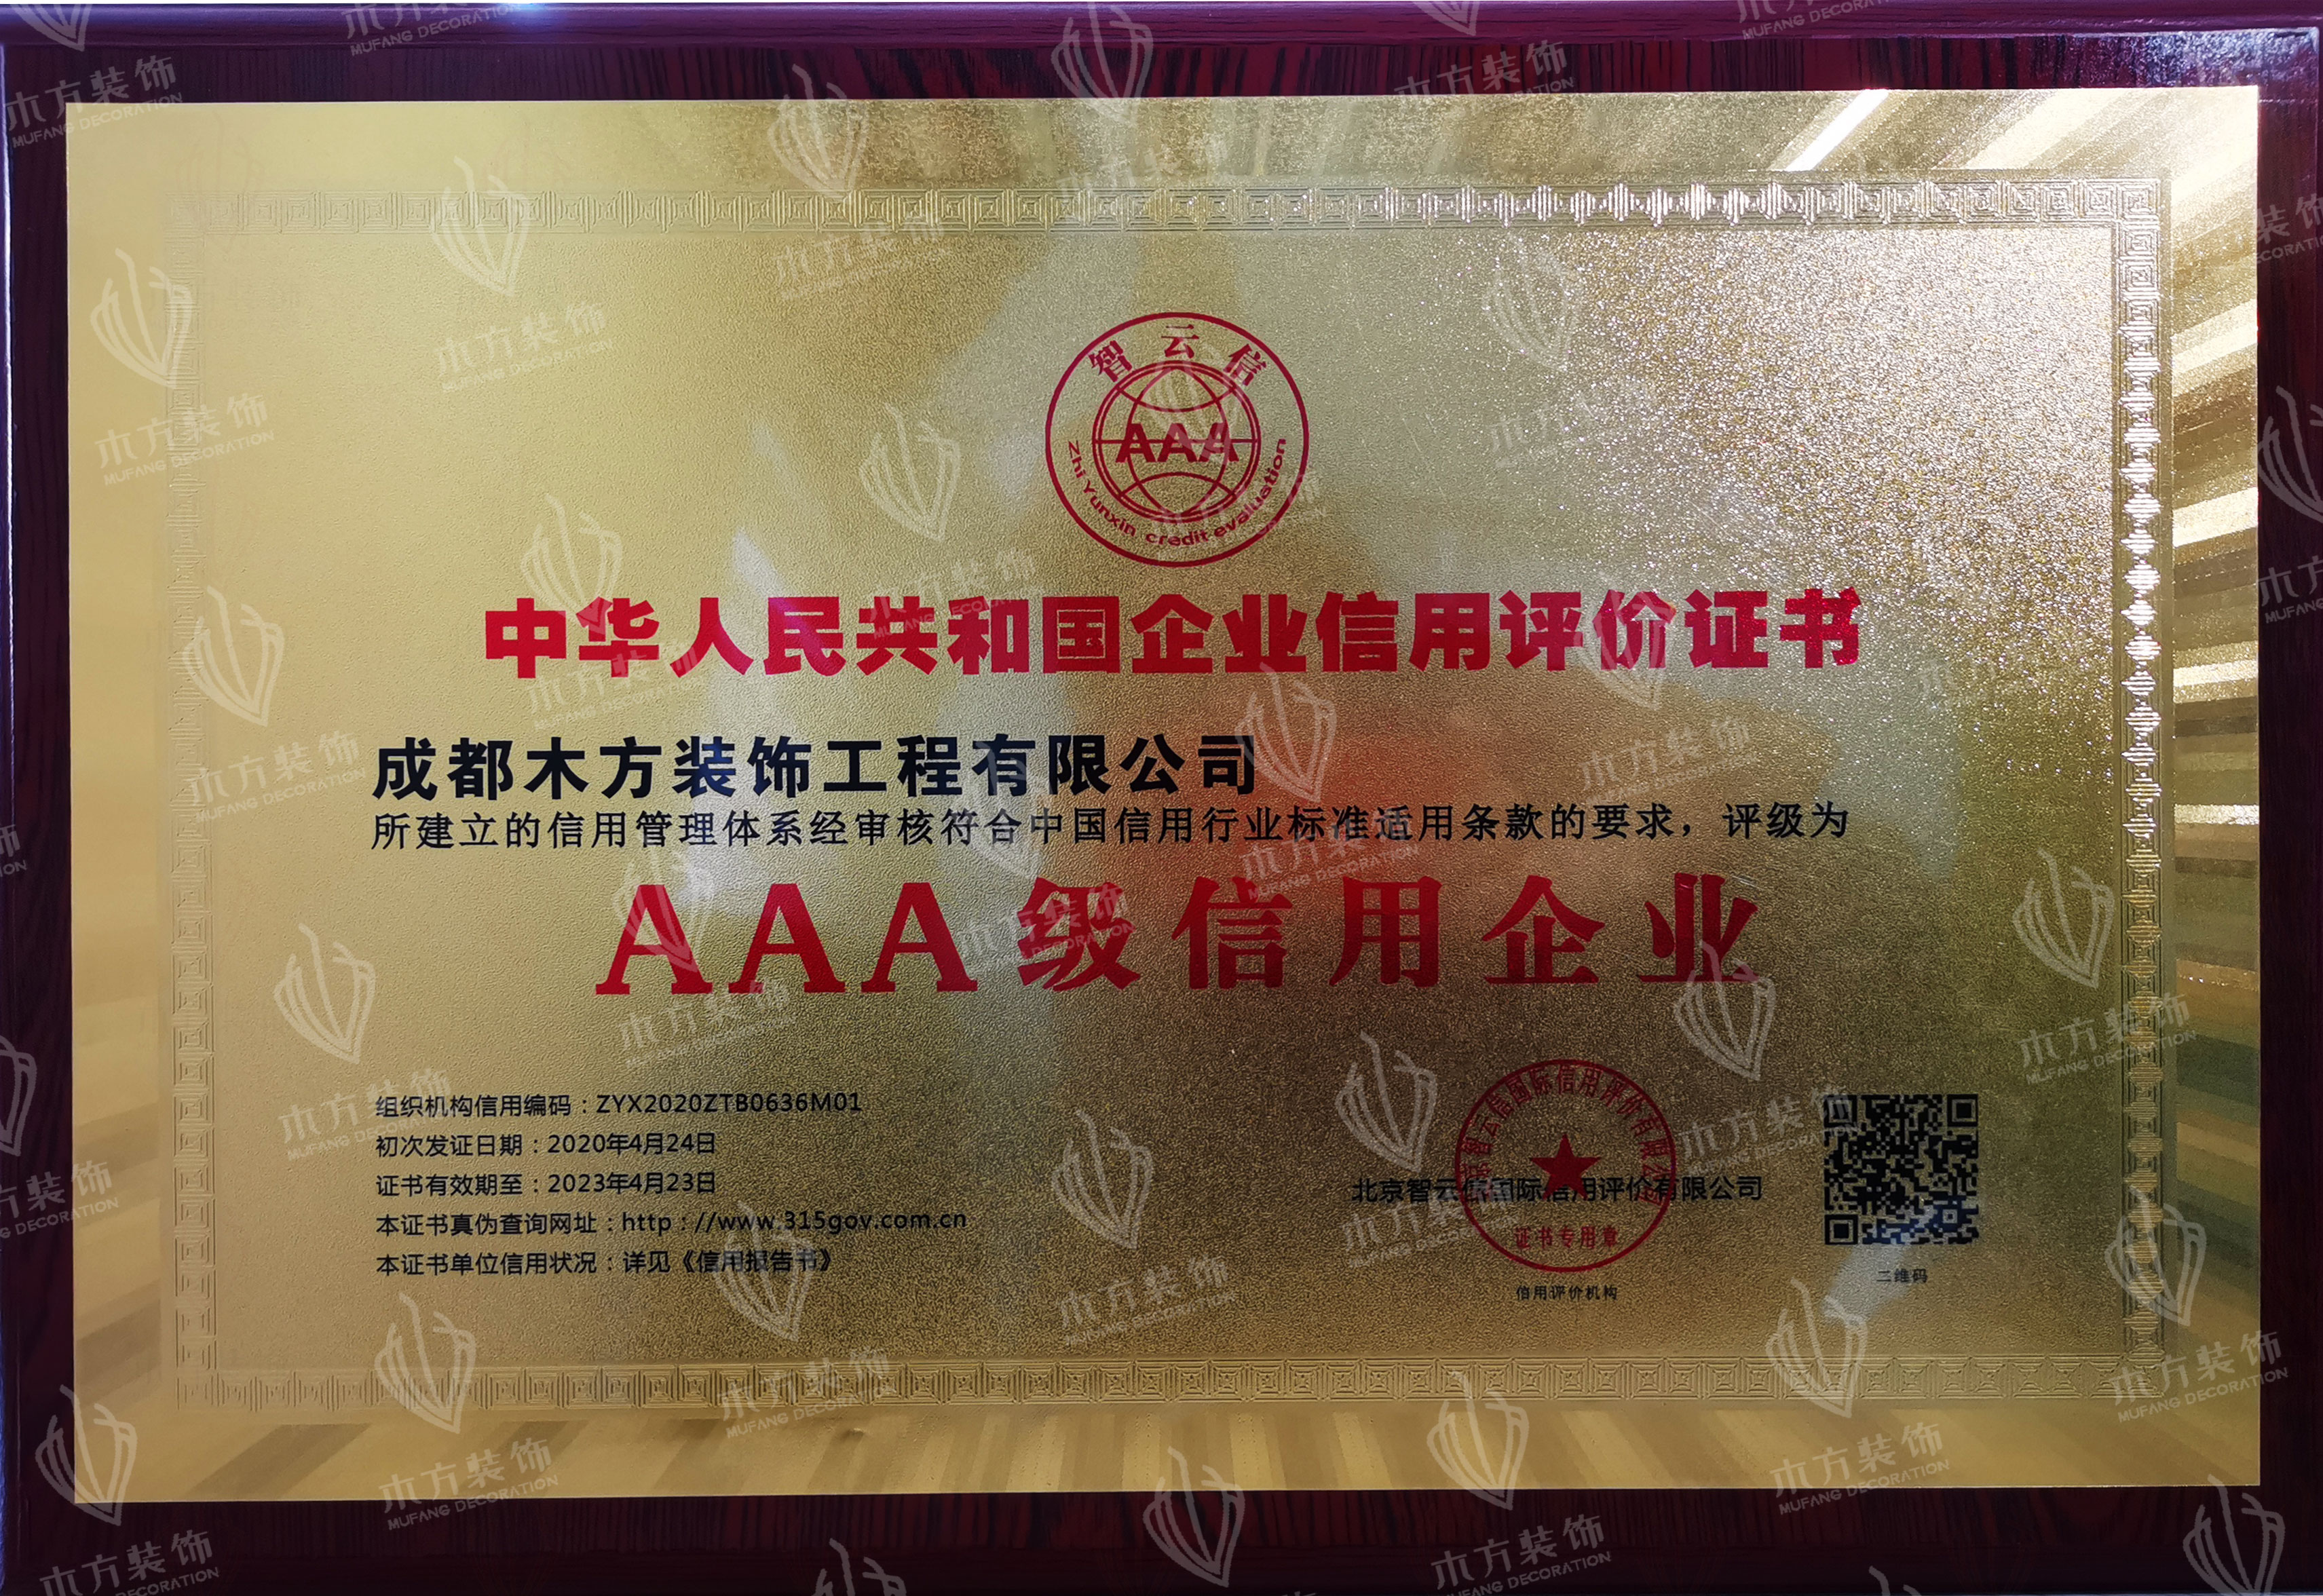 智云信
AAA
Zhi Yunxin credit evaluation
中华人民共和国企业信用评价证书
成都木方装饰工程有限公司
所建立的信用管理体系经审核符合中国信用行业标准适用条款的要求，评级为
AAA级信用企业
组织机构信用编码：ZYX2020ZTB0636M01
初次发证日期：2020年4月24日
证书有效期至：2023年4月23日
本证书真伪查询网址：http：//www.315gov.com.cn
本证书单位信用状况：详见《信用报告书》
北京智云信国际信用评价有限公司
证书专用章
信用评价机构
二维码
木方装饰
MUFANG DECORATION